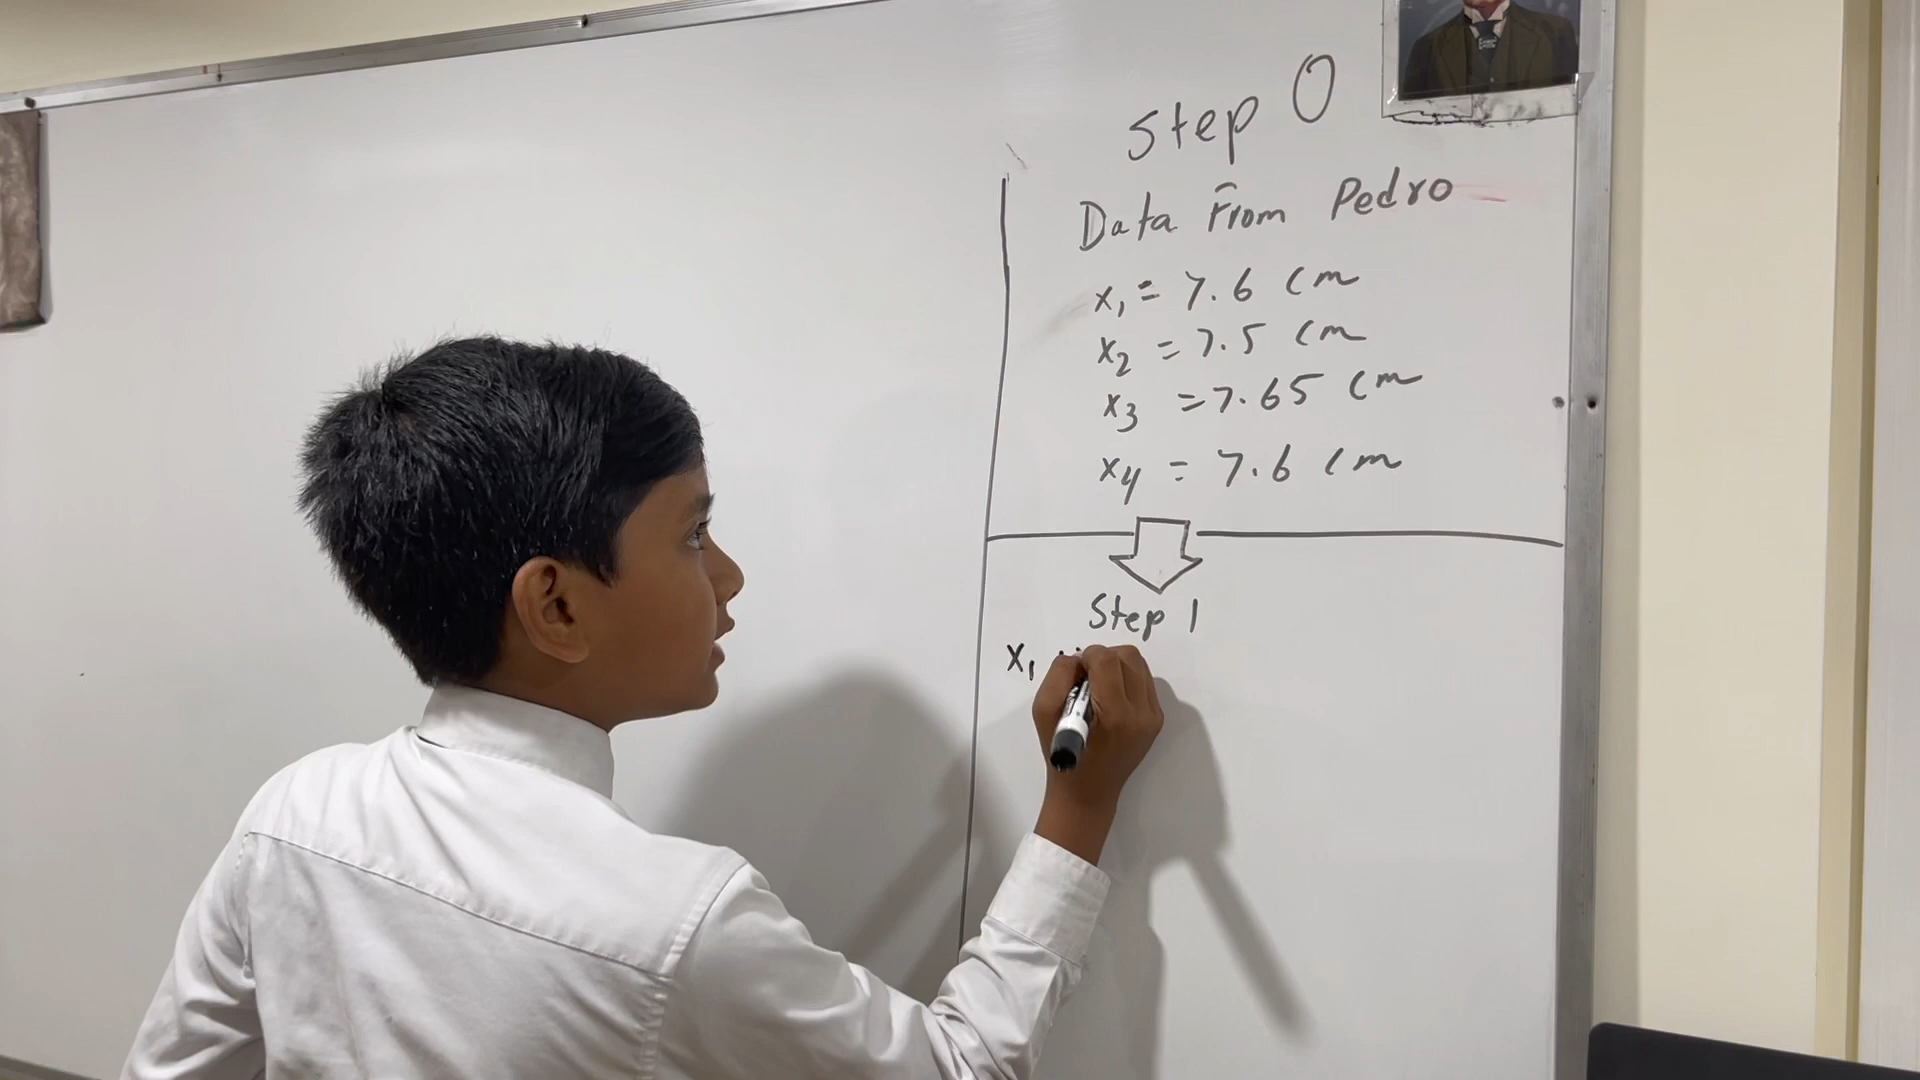 Step 0
Data From Pedro
x₁ = 7.6 cm
x₂ = 7.5 cm
x₃ = 7.65 cm
x₄ = 7.6 cm
Step 1
x₁